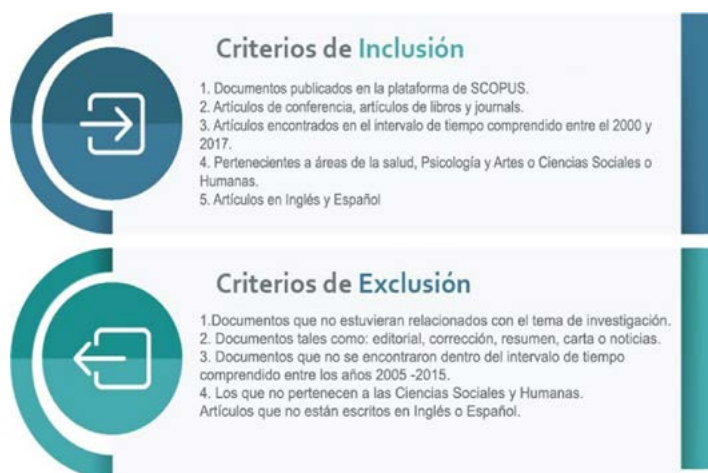 Criterios de Inclusión
1. Documentos publicados en la plataforma de SCOPUS.
2. Artículos de conferencia, artículos de libros y journals.
3. Artículos encontrados en el intervalo de tiempo comprendido entre el 2000 y
2017.
4. Pertenecientes a áreas de la salud, Psicología y Artes o Ciencias Sociales o
Humanas.
5. Artículos en Inglés y Español
Criterios de Exclusión
1.Documentos que no estuvieran relacionados con el tema de investigación.
2. Documentos tales como: editorial, corrección, resumen, carta o noticias.
3. Documentos que no se encontraron dentro del intervalo de tiempo
comprendido entre los años 2005 -2015.
4. Los que no pertenecen a las Ciencias Sociales y Humanas.
Artículos que no están escritos en Inglés o Español.